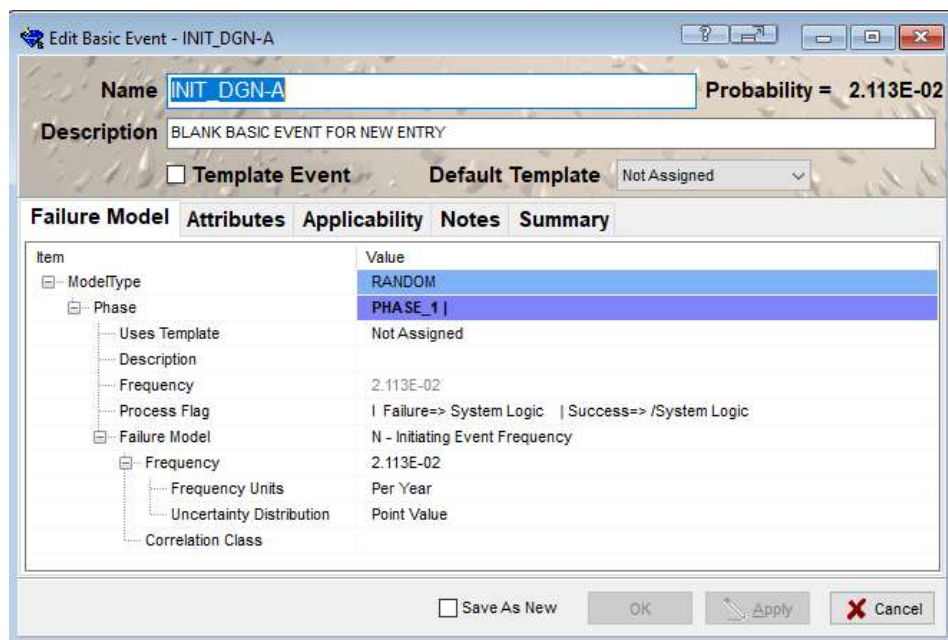 Edit Basic Event - INIT_DGN-A
?
Name INIT_DGN-A Probability = 2.113E-02
Description BLANK BASIC EVENT FOR NEW ENTRY
Template Event Default Template Not Assigned
Failure Model Attributes Applicability Notes Summary
Item Value
ModelType RANDOM
Phase PHASE_1 |
Uses Template Not Assigned
Description
Frequency 2.113E-02
Process Flag I Failure=> System Logic | Success=> /System Logic
Failure Model N - Initiating Event Frequency
Frequency 2.113E-02
Frequency Units Per Year
Uncertainty Distribution Point Value
Correlation Class
Save As New OK Apply Cancel